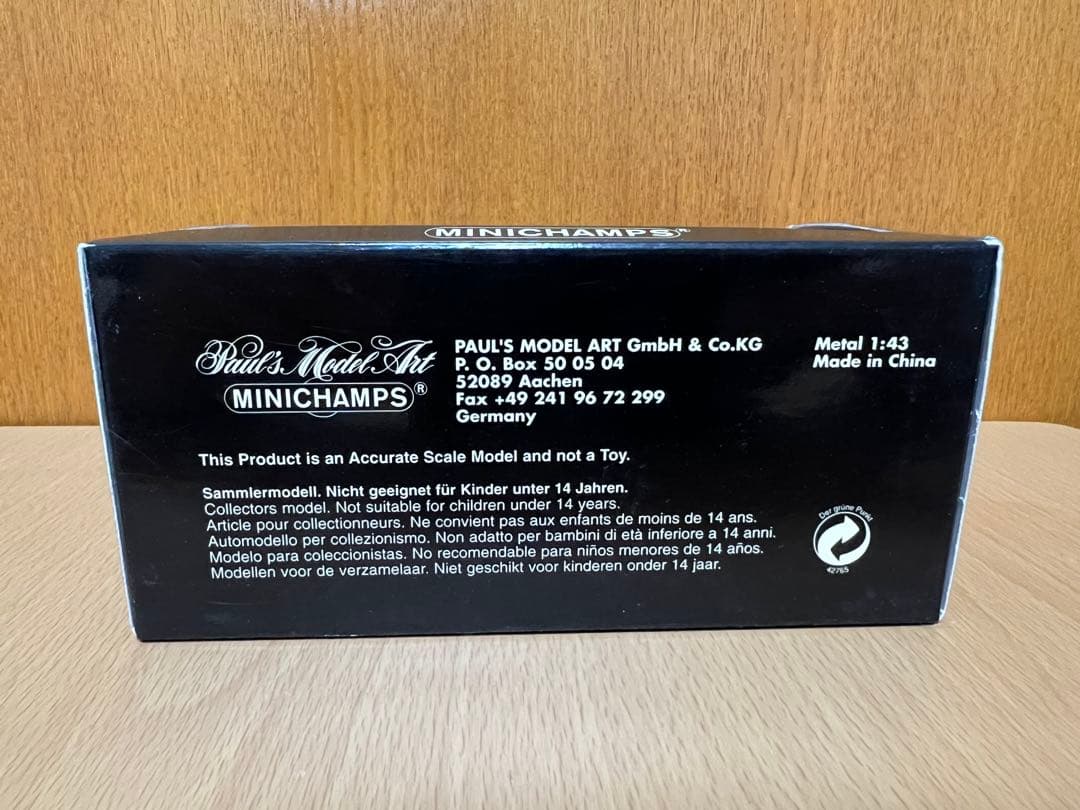 MINICHAMPS®
Paul's Model Art
MINICHAMPS®
PAUL'S MODEL ART GmbH & Co.KG
P. O. Box 50 05 04
52089 Aachen
Fax +49 241 96 72 299
Germany
Metal 1:43
Made in China
This Product is an Accurate Scale Model and not a Toy.
Sammlermodell. Nicht geeignet für Kinder unter 14 Jahren.
Collectors model. Not suitable for children under 14 years.
Article pour collectionneurs. Ne convient pas aux enfants de moins de 14 ans.
Automodello per collezionismo. Non adatto per bambini di età inferiore a 14 anni.
Modelo para coleccionistas. No recomendable para niños menores de 14 años.
Modellen voor de verzamelaar. Niet geschikt voor kinderen onder 14 jaar.
Der grüne Punkt
42765